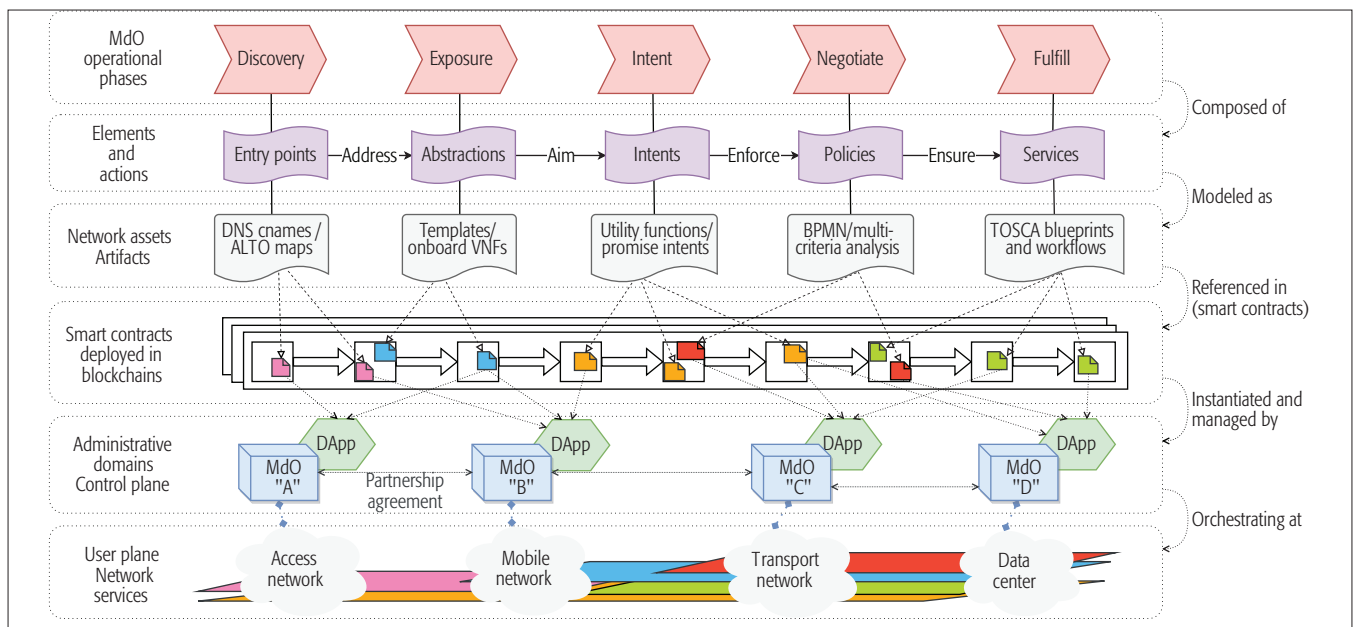 MdO
operational
phases
Discovery
Exposure
Intent
Negotiate
Fulfill
Composed of
Elements
and
actions
Entry points
Address
Abstractions
Aim
Intents
Enforce
Policies
Ensure
Services
Modeled as
Network assets
Artifacts
DNS cnames /
ALTO maps
Templates/
onboard VNFs
Utility functions/
promise intents
BPMN/multi-
criteria analysis
TOSCA blueprints
and workflows
Referenced in
(smart contracts)
Smart contracts
deployed in
blockchains
Instantiated and
managed by
Administrative
domains
Control plane
DApp
MdO
"A"
Partnership
agreement
DApp
MdO
"B"
DApp
MdO
"C"
DApp
MdO
"D"
Orchestrating at
User plane
Network
services
Access
network
Mobile
network
Transport
network
Data
center